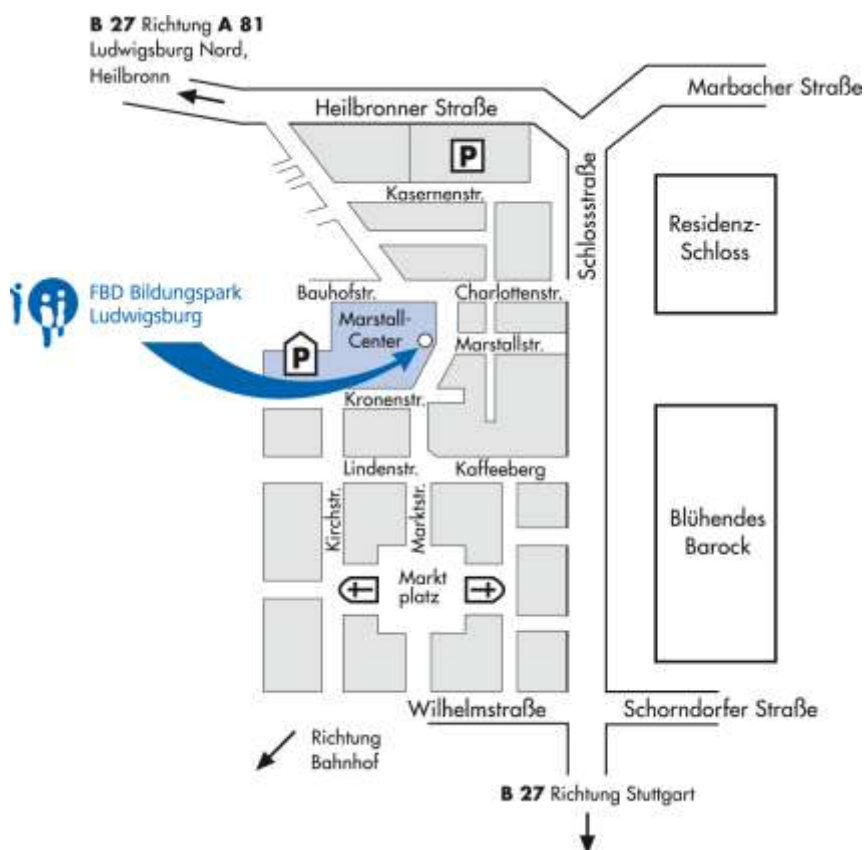 B 27 Richtung A 81
Ludwigsburg Nord,
Heilbronn
Marbacher Straße
Heilbronner Straße
P
Kasernenstr.
Schlossstraße
Residenz-
Schloss
FBD Bildungspark
Ludwigsburg
Bauhofstr.
Charlottenstr.
Marstall-
Center
P
Marstallstr.
Kronenstr.
Lindenstr.
Kaffeeberg
Kirchstr.
Marktstr.
Blühendes
Barock
Markt
platz
Wilhelmstraße
Schorndorfer Straße
Richtung
Bahnhof
B 27 Richtung Stuttgart